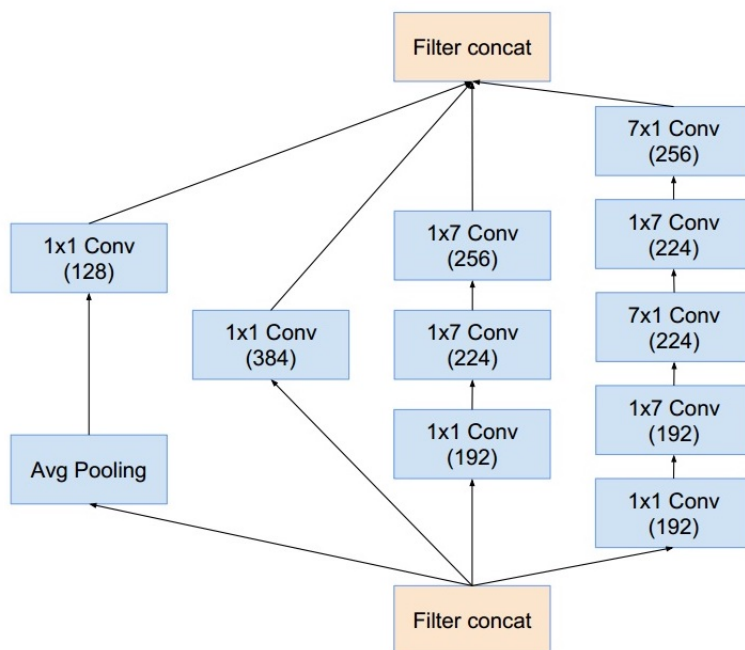 Filter concat
7x1 Conv
(256)
1x1 Conv
(128)
1x7 Conv
(256)
1x7 Conv
(224)
1x1 Conv
(384)
1x7 Conv
(224)
7x1 Conv
(224)
Avg Pooling
1x1 Conv
(192)
1x7 Conv
(192)
1x1 Conv
(192)
Filter concat